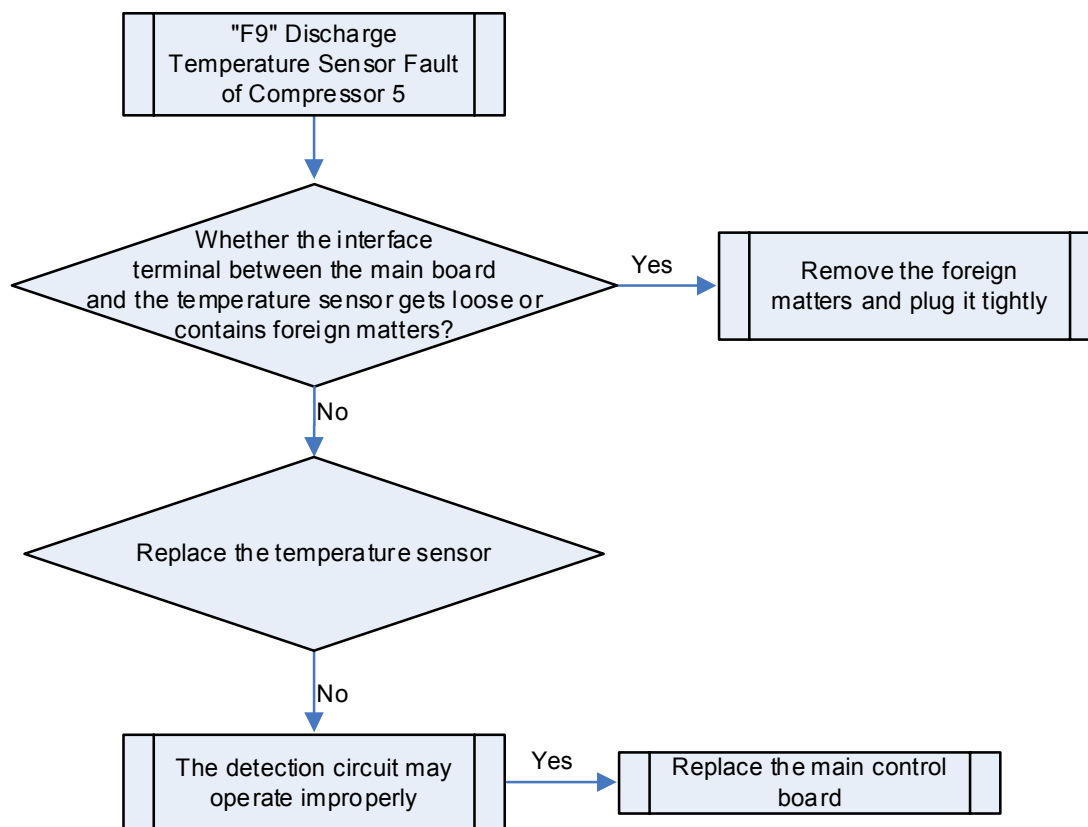 "F9" Discharge
Temperature Sensor Fault
of Compressor 5
Whether the interface
terminal between the main board
and the temperature sensor gets loose or
contains foreign matters?
Yes
Remove the foreign
matters and plug it tightly
No
Replace the temperature sensor
No
The detection circuit may
operate improperly
Yes
Replace the main control
board